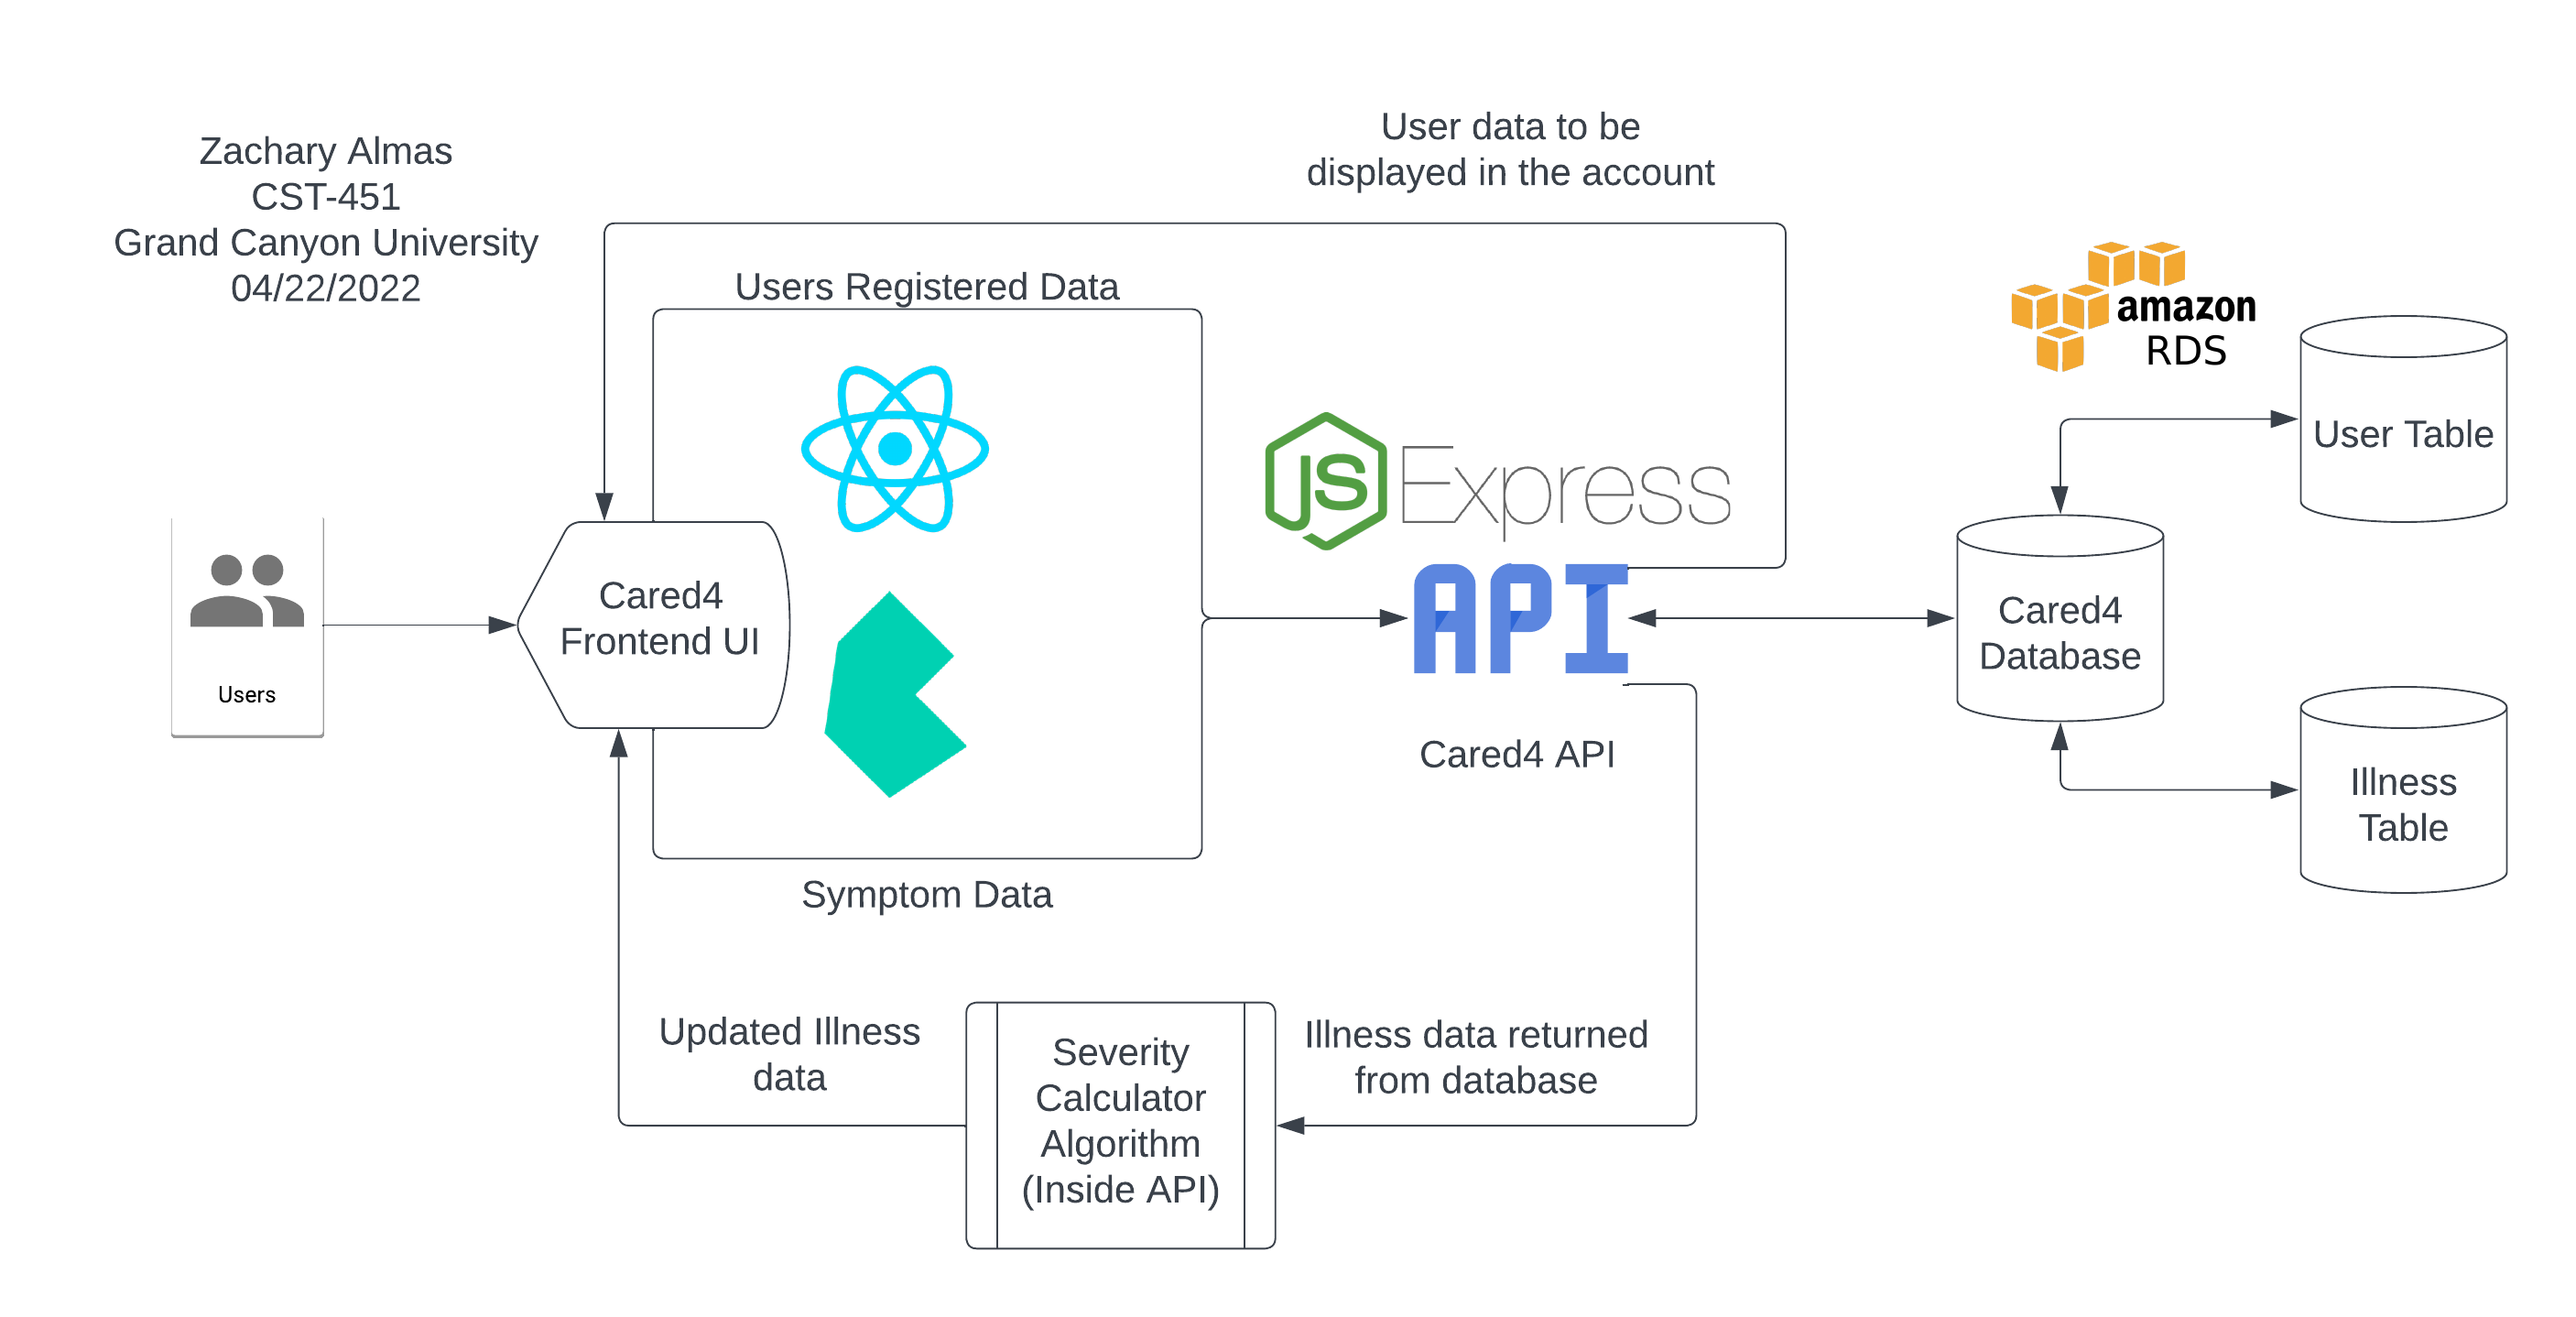 Zachary Almas
CST-451
Grand Canyon University
04/22/2022
User data to be
displayed in the account
Users Registered Data
amazon
RDS
User Table
JS
Express
Cared4
Frontend UI
Users
API
Cared4
Database
Cared4 API
Illness
Table
Symptom Data
Updated Illness
data
Severity
Calculator
Algorithm
(Inside API)
Illness data returned
from database